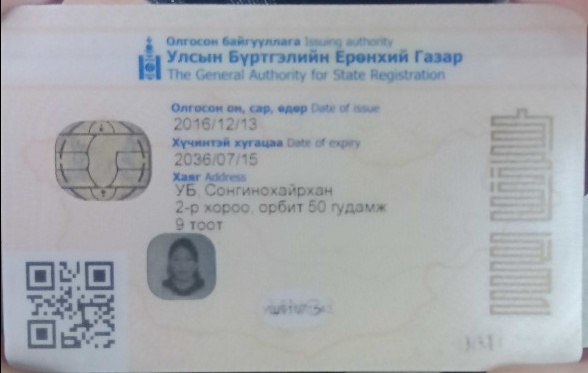 Олгосон байгууллага Issuing authority
Улсын Бүртгэлийн Ерөнхий Газар
The General Authority for State Registration
Олгосон он, сар, өдөр Date of issue
2016/12/13
Хүчинтэй хугацаа Date of expiry
2036/07/15
Хаяг Address
УБ, Сонгинохайрхан
2-р хороо, орбит 50 гудамж
9 тоот